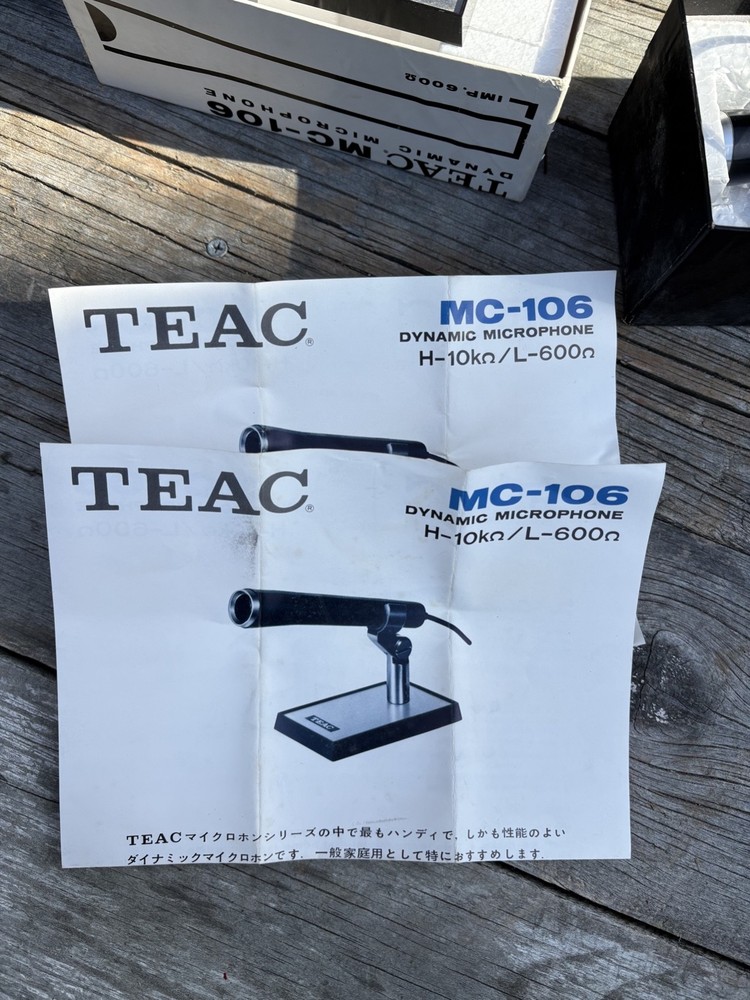 IMP. 600Ω
DYNAMIC MICROPHONE
TEAC MC-106
TEAC®
MC-106
DYNAMIC MICROPHONE
H-10kΩ/L-600Ω
TEAC®
MC-106
DYNAMIC MICROPHONE
H-10kΩ/L-600Ω
TEAC
TEACマイクロホンシリーズの中で最もハンディで、しかも性能のよい
ダイナミックマイクロホンです。一般家庭用として特におすすめします。